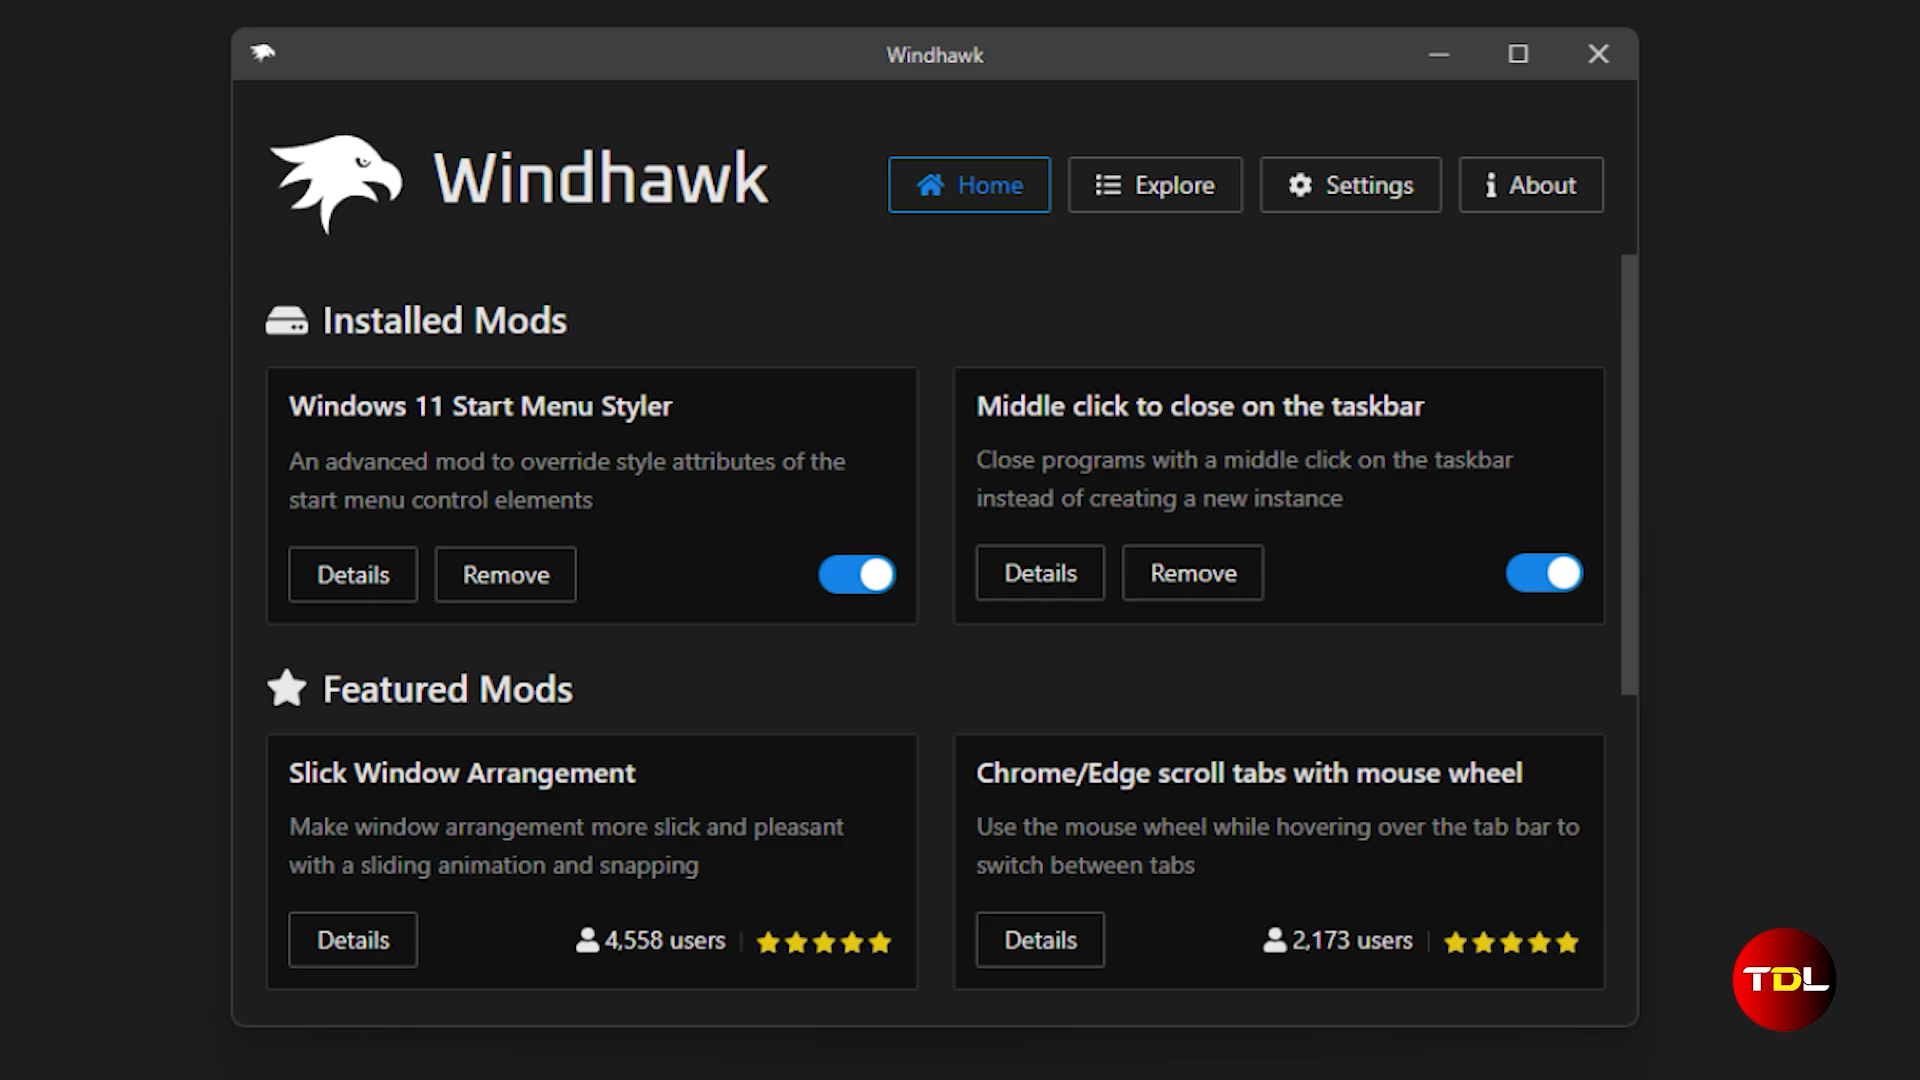 Windhawk
Windhawk
Home
Explore
Settings
About
Installed Mods
Windows 11 Start Menu Styler
An advanced mod to override style attributes of the
start menu control elements
Details
Remove
Middle click to close on the taskbar
Close programs with a middle click on the taskbar
instead of creating a new instance
Details
Remove
Featured Mods
Slick Window Arrangement
Make window arrangement more slick and pleasant
with a sliding animation and snapping
Details
4,558 users
Chrome/Edge scroll tabs with mouse wheel
Use the mouse wheel while hovering over the tab bar to
switch between tabs
Details
2,173 users
TDL